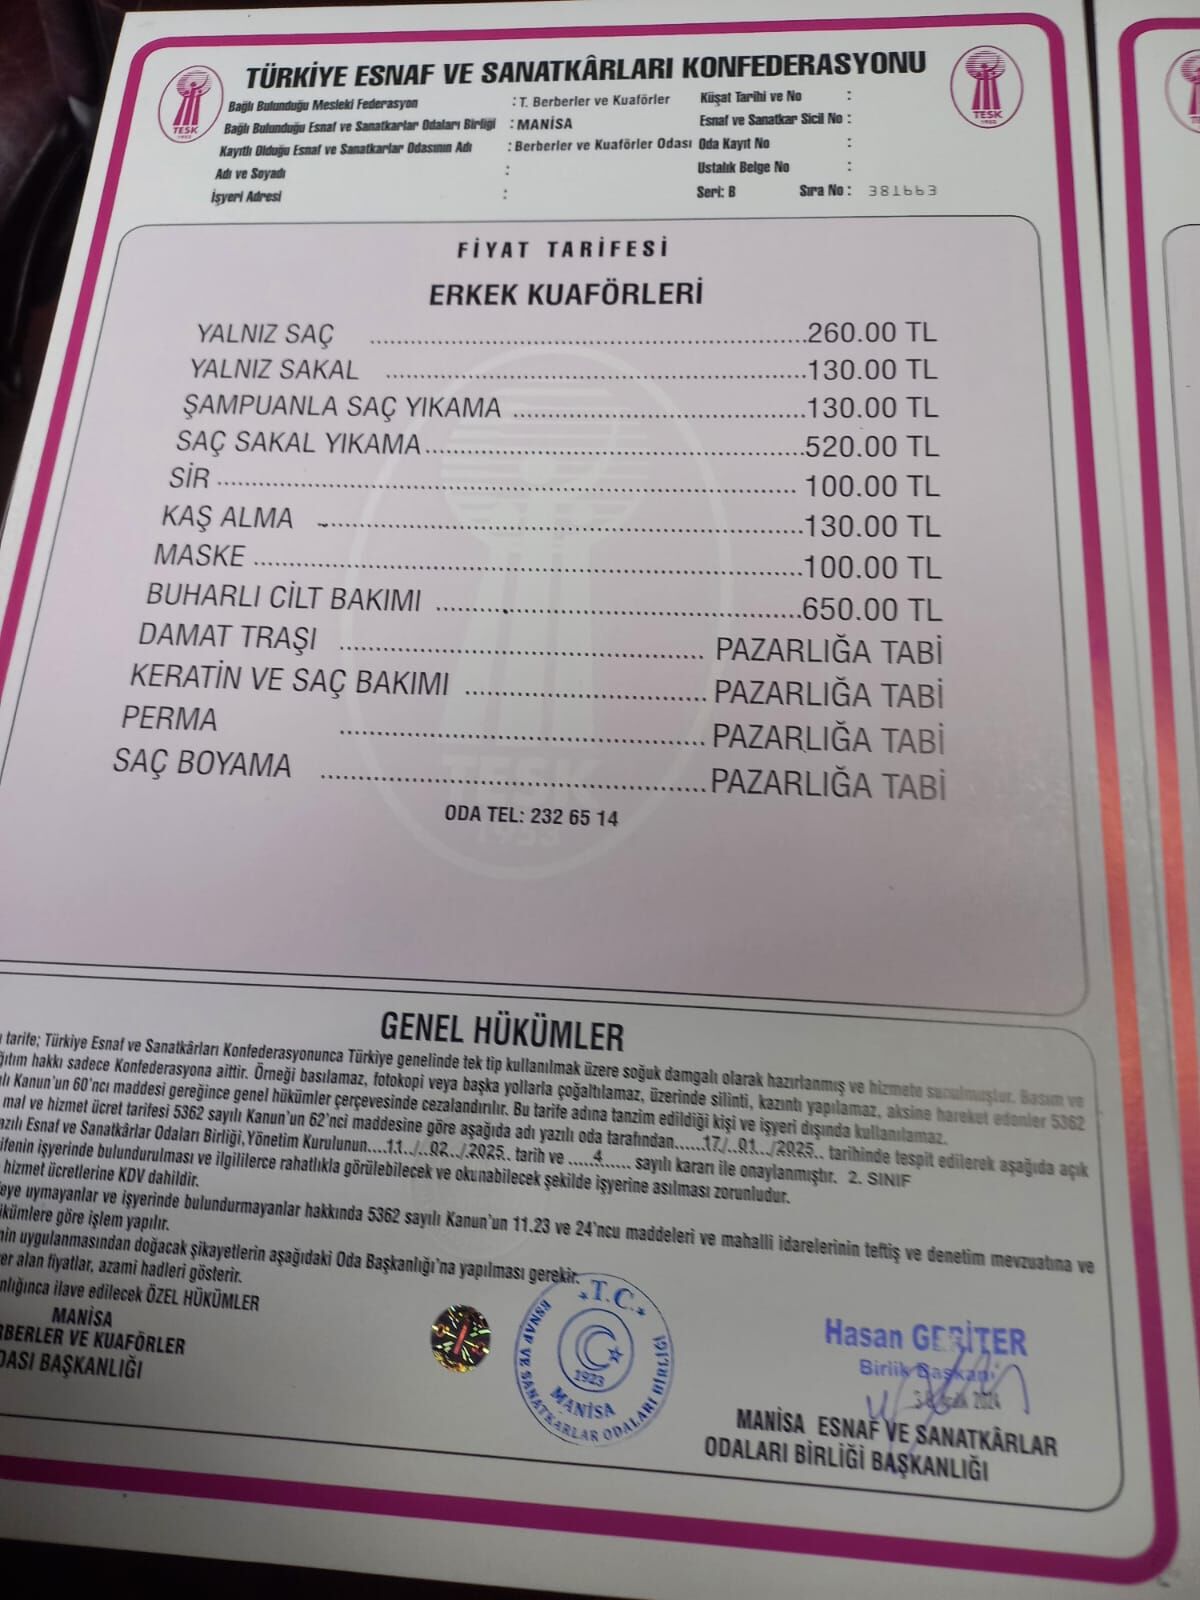 TÜRKİYE ESNAF VE SANATKÂRLARI KONFEDERASYONU
TESK
Bağlı Bulunduğu Mesleki Federasyon : T. Berberler ve Kuaförler
Bağlı Bulunduğu Esnaf ve Sanatkarlar Odaları Birliği : MANİSA
Kayıtlı Olduğu Esnaf ve Sanatkarlar Odasının Adı : Berberler ve Kuaförler Odası
Adı ve Soyadı :
İşyeri Adresi :
Küşat Tarihi ve No :
Esnaf ve Sanatkar Sicil No :
Oda Kayıt No :
Ustalık Belge No :
Seri: B Sıra No : 381663
TESK
FİYAT TARİFESİ
ERKEK KUAFÖRLERİ
YALNIZ SAÇ 260.00 TL
YALNIZ SAKAL 130.00 TL
ŞAMPUANLA SAÇ YIKAMA 130.00 TL
SAÇ SAKAL YIKAMA 520.00 TL
SİR 100.00 TL
KAŞ ALMA 130.00 TL
MASKE 100.00 TL
BUHARLI CİLT BAKIMI 650.00 TL
DAMAT TRAŞI PAZARLIĞA TABİ
KERATİN VE SAÇ BAKIMI PAZARLIĞA TABİ
PERMA PAZARLIĞA TABİ
SAÇ BOYAMA PAZARLIĞA TABİ
ODA TEL: 232 65 14
GENEL HÜKÜMLER
tarife; Türkiye Esnaf ve Sanatkârları Konfederasyonunca Türkiye genelinde tek tip kullanılmak üzere soğuk damgalı olarak hazırlanmış ve hizmete sunulmuştur. Basım ve
hakkı sadece Konfederasyona aittir. Örneği basılamaz, fotokopi veya başka yollarla çoğaltılamaz, üzerinde silinti, kazıntı yapılamaz, aksine hareket edenler 5362
Kanun'un 60'ncı maddesi gereğince genel hükümler çerçevesinde cezalandırılır. Bu tarife adına tanzim edildiği kişi ve işyeri dışında kullanılamaz.
mal ve hizmet ücret tarifesi 5362 sayılı Kanun'un 62'nci maddesine göre aşağıda adı yazılı oda tarafından......17/..01.../2025.. tarihinde tespit edilerek aşağıda açık
Esnaf ve Sanatkârlar Odaları Birliği,Yönetim Kurulunun....11../..02../.2025.. tarih ve ......4...... sayılı kararı ile onaylanmıştır. 2. SINIF
işyerinde bulundurulması ve ilgililerce rahatlıkla görülebilecek ve okunabilecek şekilde işyerine asılması zorunludur.
hizmet ücretlerine KDV dahildir.
uymayanlar ve işyerinde bulundurmayanlar hakkında 5362 sayılı Kanun'un 11.23 ve 24'ncu maddeleri ve mahalli idarelerinin teftiş ve denetim mevzuatına ve
göre işlem yapılır.
uygulanmasından doğacak şikayetlerin aşağıdaki Oda Başkanlığı'na yapılması gerekir.
alan fiyatlar, azami hadleri gösterir.
ilave edilecek ÖZEL HÜKÜMLER
MANİSA
VE KUAFÖRLER
BAŞKANLIĞI
T.C.
ESNAF VE SANATKARLAR ODALARI BİRLİĞİ
1923
MANİSA
Hasan GERİTER
Birlik Başkanı
MANİSA ESNAF VE SANATKÂRLAR
ODALARI BİRLİĞİ BAŞKANLIĞI